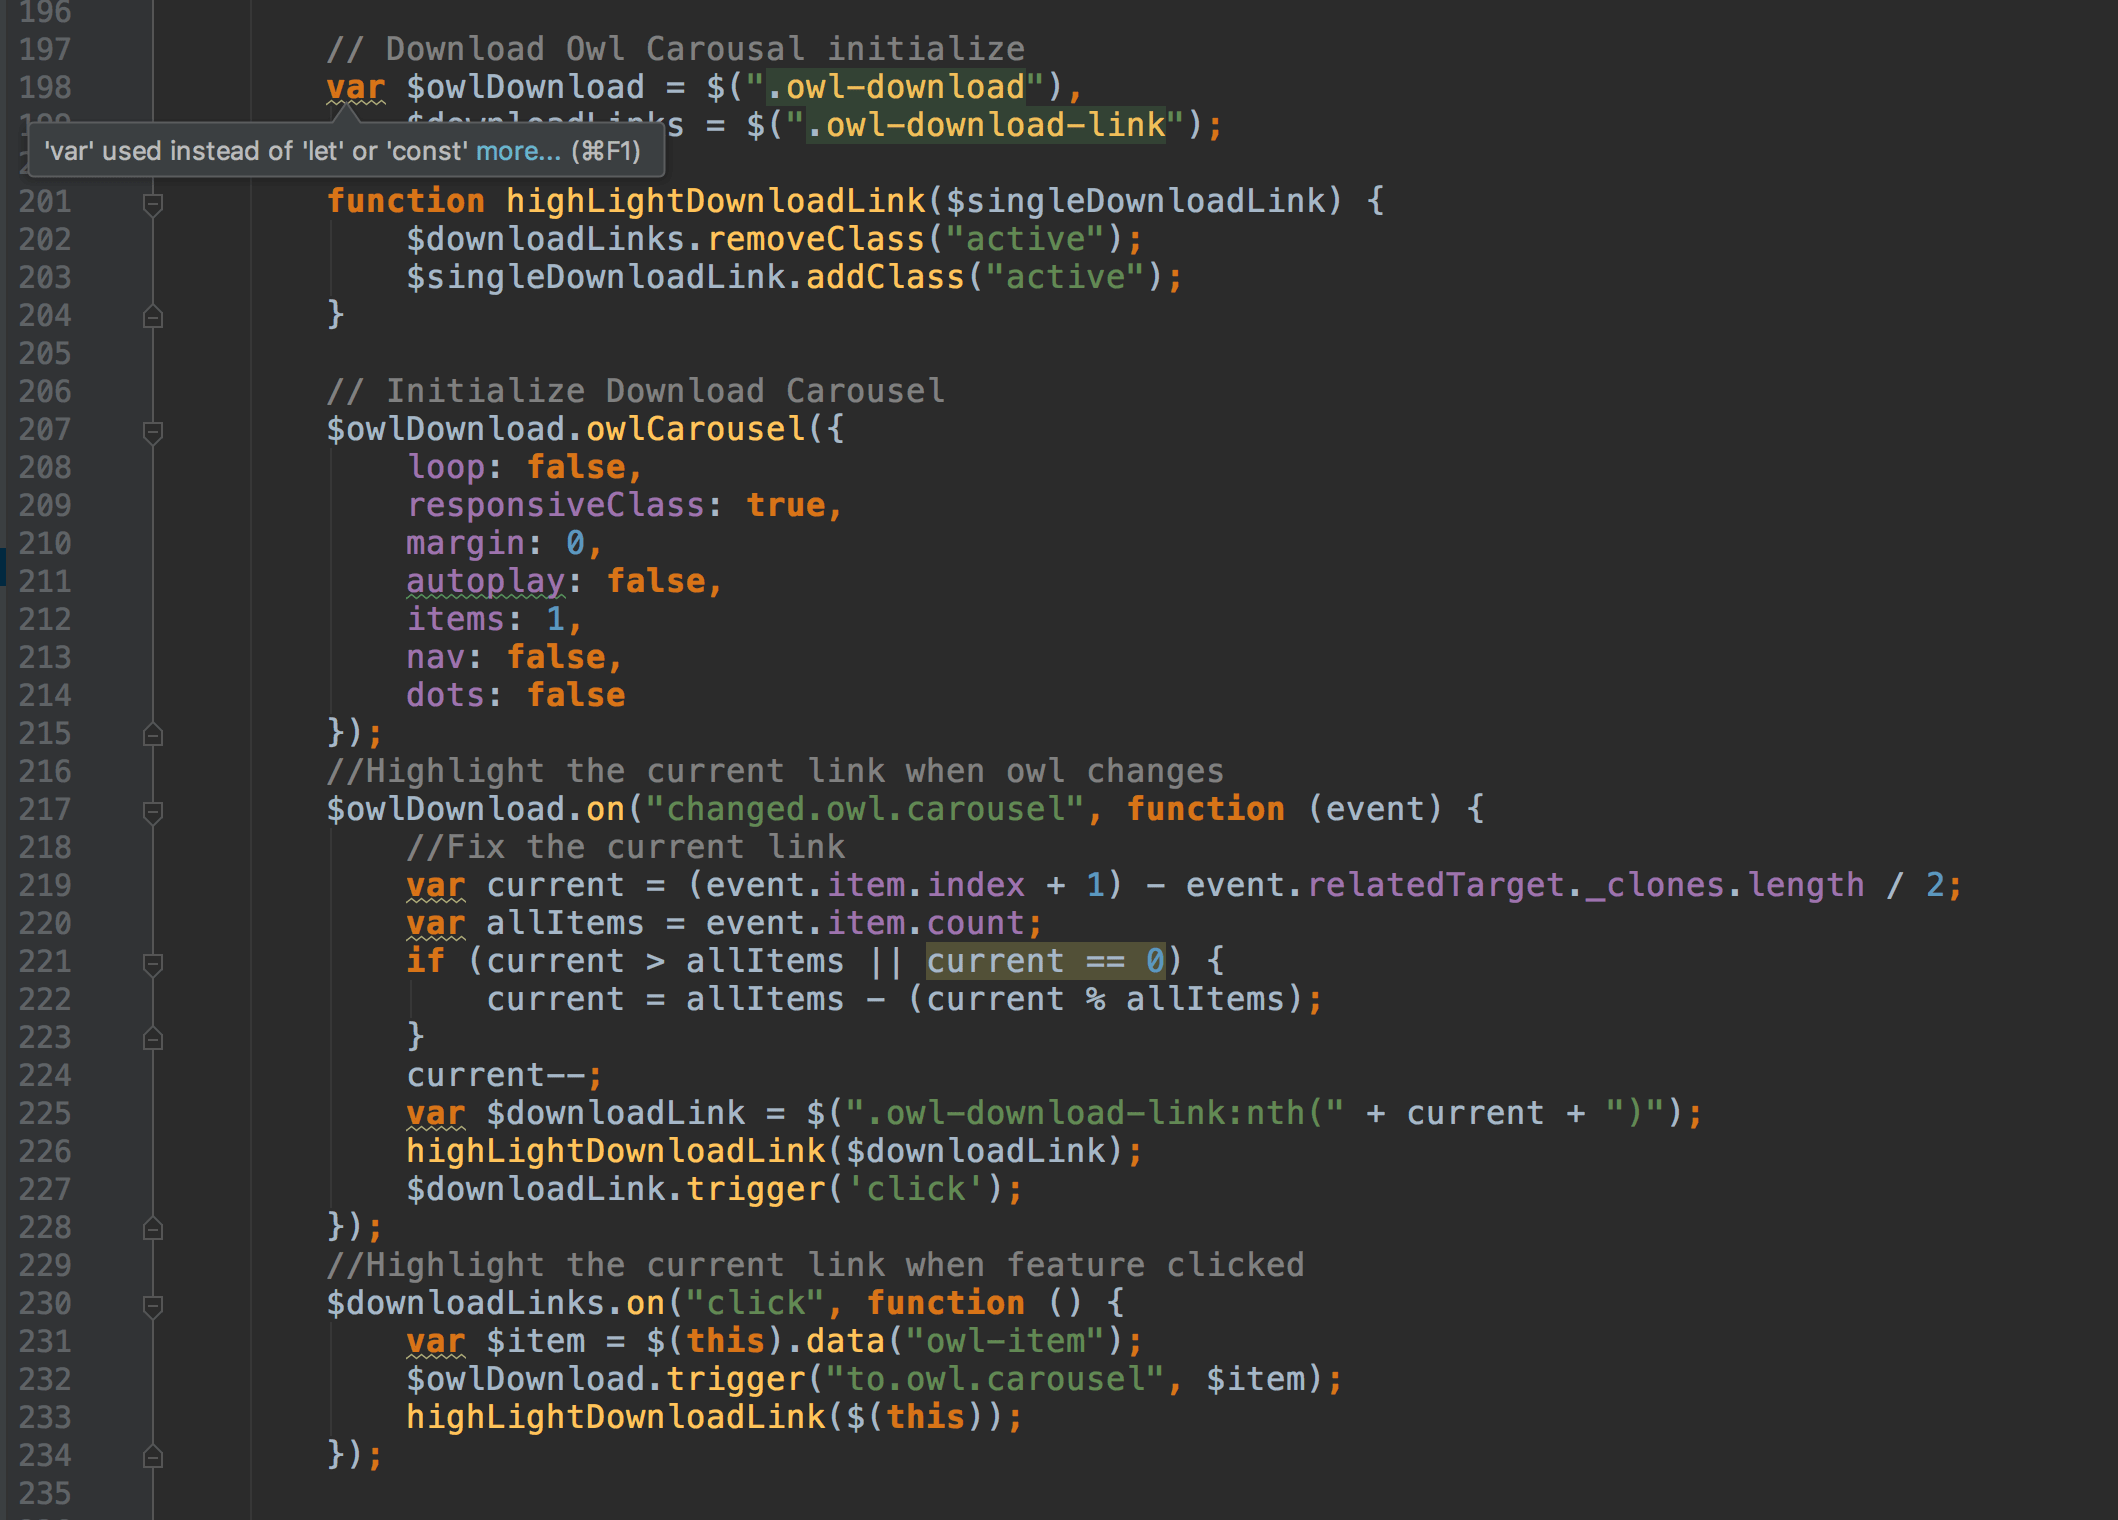 196
197 // Download Owl Carousal initialize
198 var $owlDownload = $(".owl-download"),
199 $downloadLinks = $(".owl-download-link");
'var' used instead of 'let' or 'const' more... (⌘F1)
201 function highLightDownloadLink($singleDownloadLink) {
202 $downloadLinks.removeClass("active");
203 $singleDownloadLink.addClass("active");
204 }
205
206 // Initialize Download Carousel
207 $owlDownload.owlCarousel({
208 loop: false,
209 responsiveClass: true,
210 margin: 0,
211 autoplay: false,
212 items: 1,
213 nav: false,
214 dots: false
215 });
216 //Highlight the current link when owl changes
217 $owlDownload.on("changed.owl.carousel", function (event) {
218 //Fix the current link
219 var current = (event.item.index + 1) - event.relatedTarget._clones.length / 2;
220 var allItems = event.item.count;
221 if (current > allItems || current == 0) {
222 current = allItems - (current % allItems);
223 }
224 current--;
225 var $downloadLink = $(".owl-download-link:nth(" + current + ")");
226 highLightDownloadLink($downloadLink);
227 $downloadLink.trigger('click');
228 });
229 //Highlight the current link when feature clicked
230 $downloadLinks.on("click", function () {
231 var $item = $(this).data("owl-item");
232 $owlDownload.trigger("to.owl.carousel", $item);
233 highLightDownloadLink($(this));
234 });
235